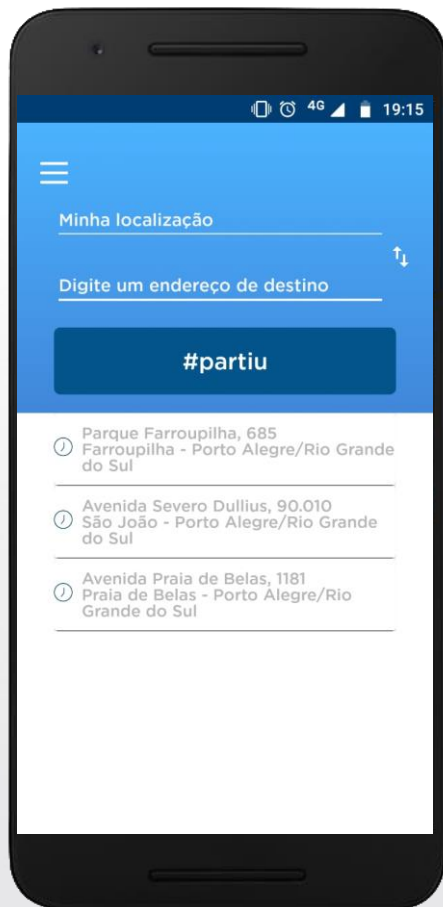 4G 19:15
Minha localização
Digite um endereço de destino
#partiu
Parque Farroupilha, 685
Farroupilha - Porto Alegre/Rio Grande
do Sul
Avenida Severo Dullius, 90.010
São João - Porto Alegre/Rio Grande
do Sul
Avenida Praia de Belas, 1181
Praia de Belas - Porto Alegre/Rio
Grande do Sul